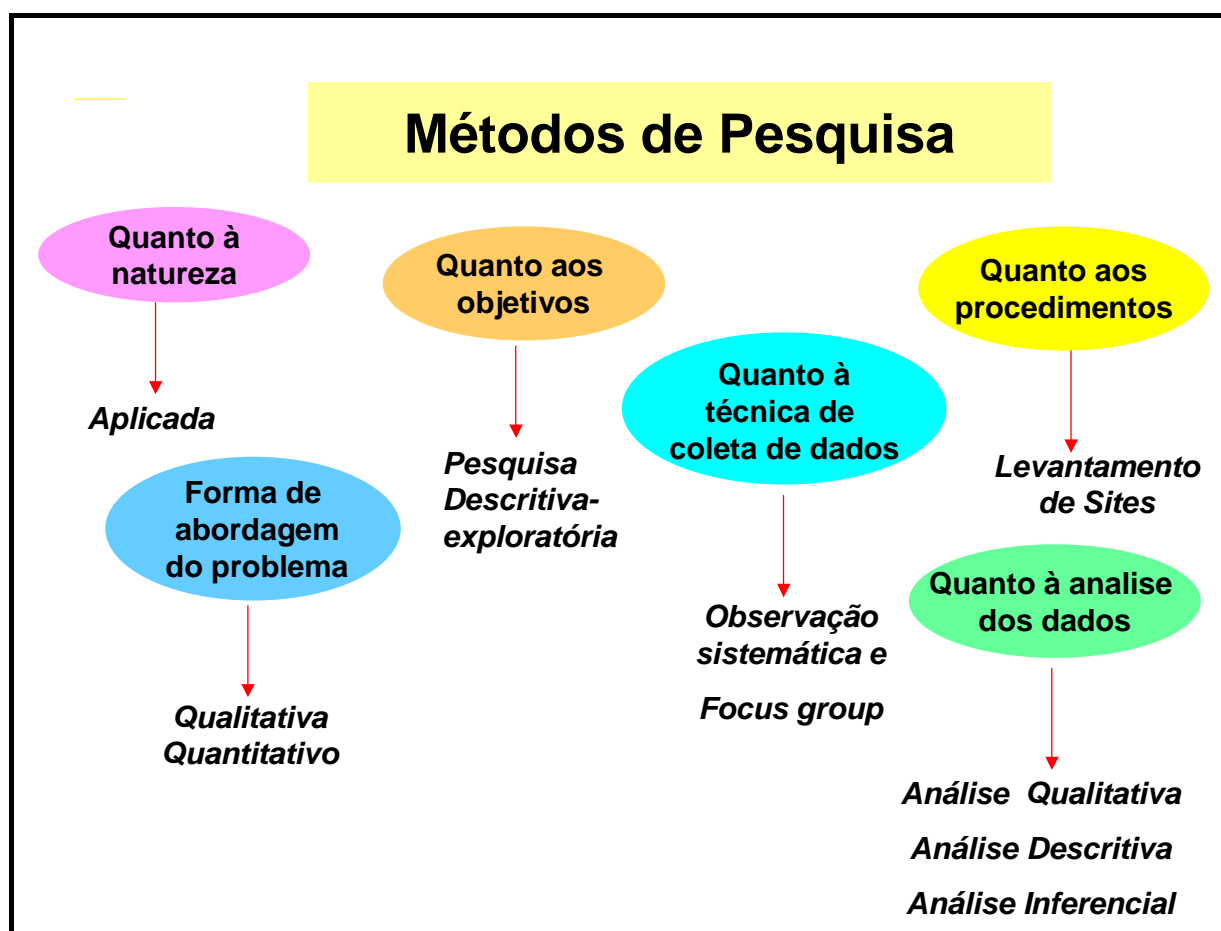 Métodos de Pesquisa
Quanto à
natureza
Aplicada
Forma de
abordagem
do problema
Qualitativa
Quantitativo
Quanto aos
objetivos
Pesquisa
Descritiva-
exploratória
Quanto à
técnica de
coleta de dados
Observação
sistemática e
Focus group
Quanto aos
procedimentos
Levantamento
de Sites
Quanto à analise
dos dados
Análise Qualitativa
Análise Descritiva
Análise Inferencial